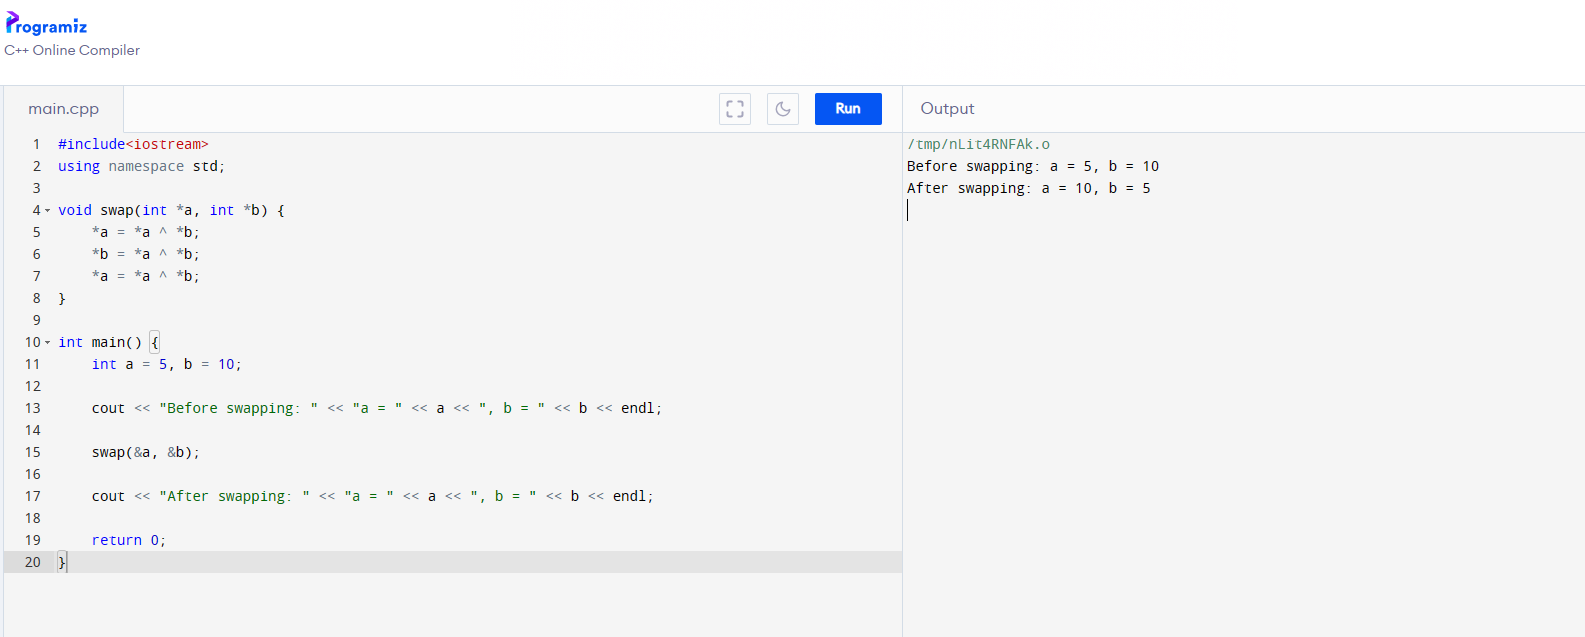 Programiz
C++ Online Compiler
main.cpp
Run
Output
1 #include<iostream>
2 using namespace std;
3
4 void swap(int *a, int *b) {
5     *a = *a ^ *b;
6     *b = *a ^ *b;
7     *a = *a ^ *b;
8 }
9
10 int main() {
11     int a = 5, b = 10;
12
13     cout << "Before swapping: " << "a = " << a << ", b = " << b << endl;
14
15     swap(&a, &b);
16
17     cout << "After swapping: " << "a = " << a << ", b = " << b << endl;
18
19     return 0;
20 }
/tmp/nLit4RNFAk.o
Before swapping: a = 5, b = 10
After swapping: a = 10, b = 5